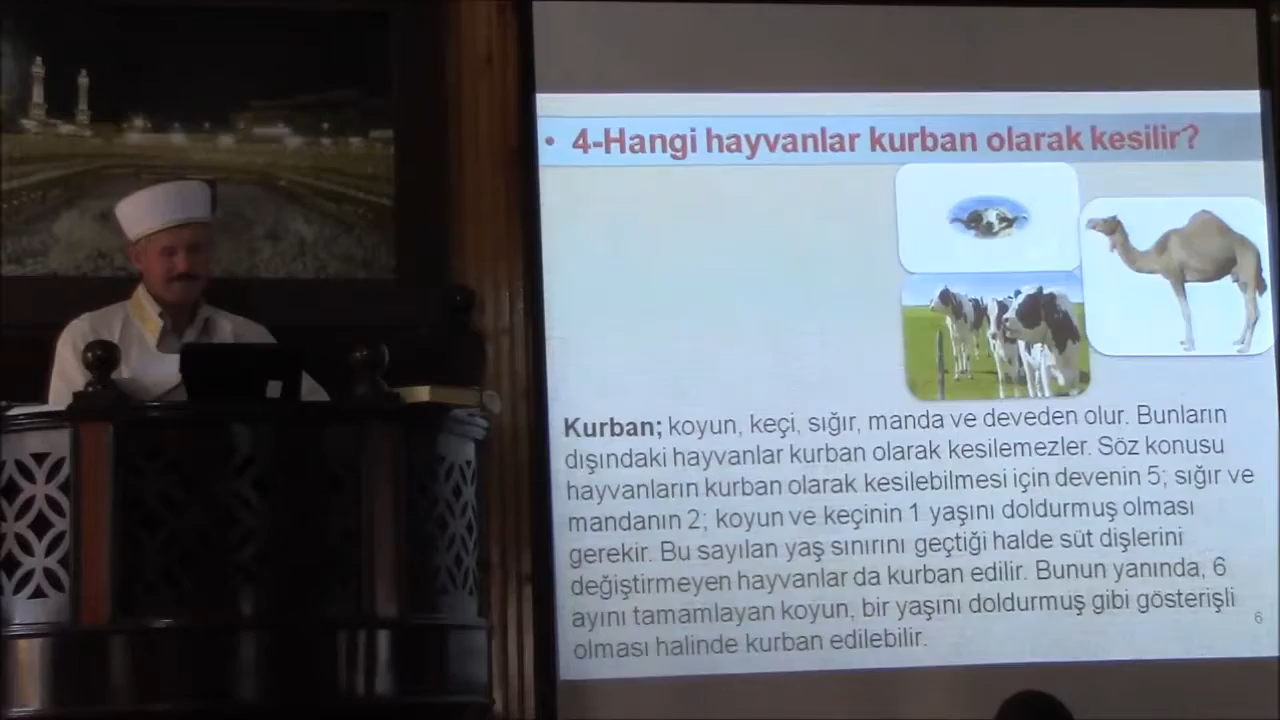 • 4-Hangi hayvanlar kurban olarak kesilir?
Kurban; koyun, keçi, sığır, manda ve deveden olur. Bunların
dışındaki hayvanlar kurban olarak kesilemezler. Söz konusu
hayvanların kurban olarak kesilebilmesi için devenin 5; sığır ve
mandanın 2; koyun ve keçinin 1 yaşını doldurmuş olması
gerekir. Bu sayılan yaş sınırını geçtiği halde süt dişlerini
değiştirmeyen hayvanlar da kurban edilir. Bunun yanında, 6
ayını tamamlayan koyun, bir yaşını doldurmuş gibi gösterişli
olması halinde kurban edilebilir.
6